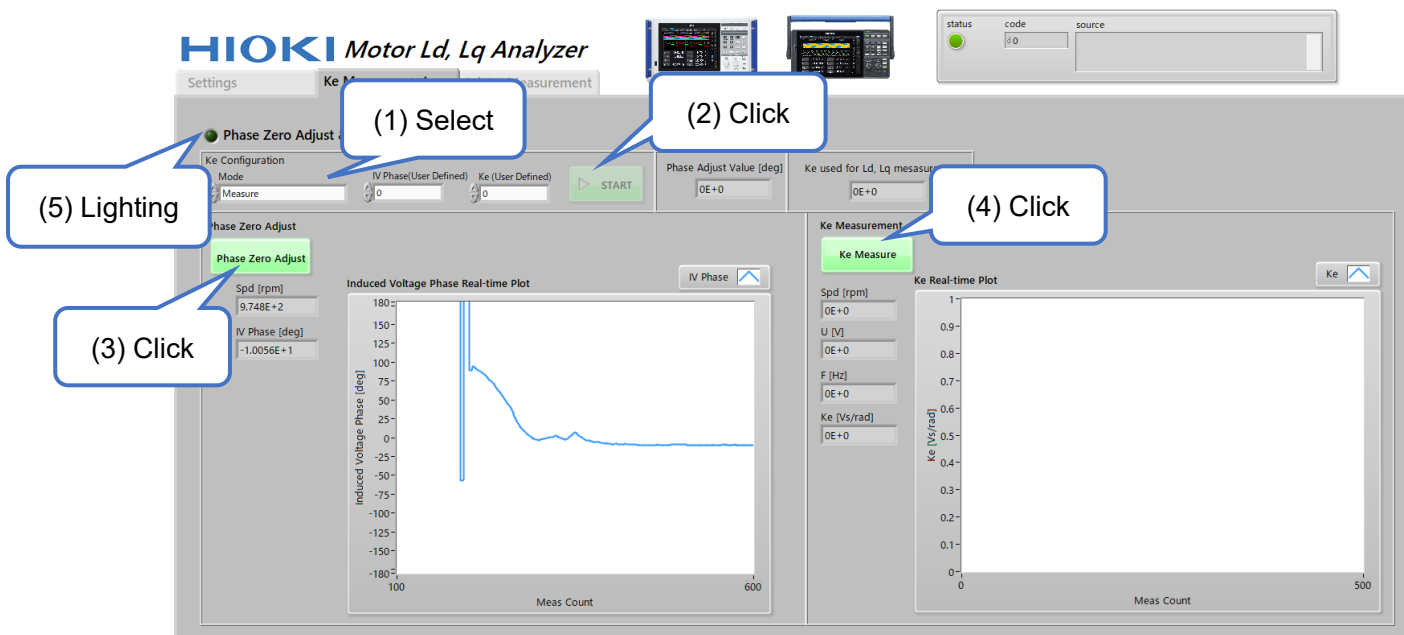 HIOKI Motor Ld, Lq Analyzer
status code source
d 0
Settings Ke
(1) Select
(2) Click
Phase Zero Adjust
Ke Configuration
Mode IV Phase(User Defined) Ke (User Defined)
Measure 0 0
START
Phase Adjust Value [deg]
0E+0
Ke used for Ld, Lq
0E+0
(5) Lighting
(4) Click
Phase Zero Adjust
Phase Zero Adjust
Spd [rpm]
9.748E+2
IV Phase [deg]
-1.0056E+1
(3) Click
Induced Voltage Phase Real-time Plot
IV Phase
180
150
125
100
75
50
25
0
-25
-50
-75
-100
-125
-150
-180
Induced Voltage Phase [deg]
100 600
Meas Count
Ke Measurement
Ke Measure
Spd [rpm]
0E+0
U [V]
0E+0
F [Hz]
0E+0
Ke [Vs/rad]
0E+0
Ke Real-time Plot
Ke
1
0.9
0.8
0.7
0.6
0.5
0.4
0.3
0.2
0.1
0
Ke [Vs/rad]
0 500
Meas Count